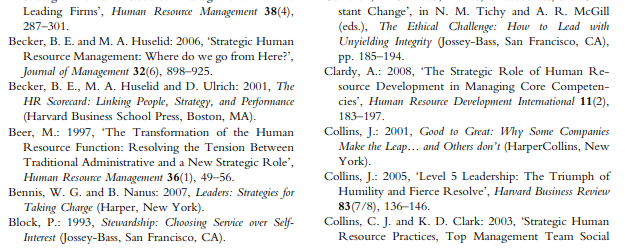 Leading Firms', Human Resource Management 38(4),
287–301.
Becker, B. E. and M. A. Huselid: 2006, 'Strategic Human
Resource Management: Where do we go from Here?',
Journal of Management 32(6), 898–925.
Becker, B. E., M. A. Huselid and D. Ulrich: 2001, The
HR Scorecard: Linking People, Strategy, and Performance
(Harvard Business School Press, Boston, MA).
Beer, M.: 1997, 'The Transformation of the Human
Resource Function: Resolving the Tension Between
Traditional Administrative and a New Strategic Role',
Human Resource Management 36(1), 49–56.
Bennis, W. G. and B. Nanus: 2007, Leaders: Strategies for
Taking Charge (Harper, New York).
Block, P.: 1993, Stewardship: Choosing Service over Self-
Interest (Jossey-Bass, San Francisco, CA).
stant Change', in N. M. Tichy and A. R. McGill
(eds.), The Ethical Challenge: How to Lead with
Unyielding Integrity (Jossey-Bass, San Francisco, CA),
pp. 185–194.
Clardy, A.: 2008, 'The Strategic Role of Human Re-
source Development in Managing Core Competen-
cies', Human Resource Development International 11(2),
183–197.
Collins, J.: 2001, Good to Great: Why Some Companies
Make the Leap… and Others don't (HarperCollins, New
York).
Collins, J.: 2005, 'Level 5 Leadership: The Triumph of
Humility and Fierce Resolve', Harvard Business Review
83(7/8), 136–146.
Collins, C. J. and K. D. Clark: 2003, 'Strategic Human
Resource Practices, Top Management Team Social